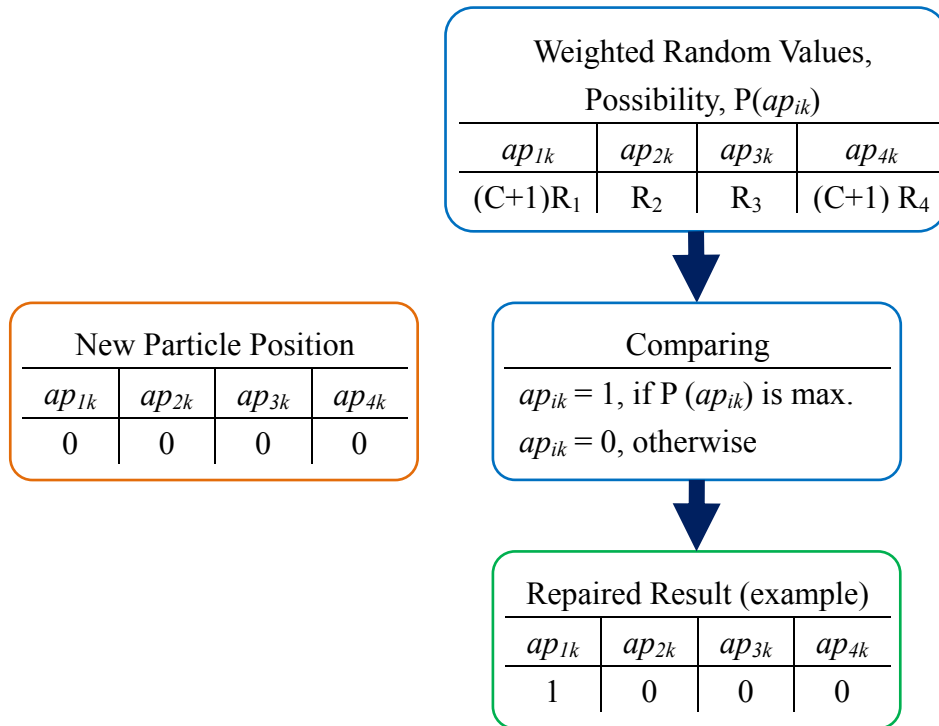 Weighted Random Values,
Possibility, P(ap_ik)
ap_1k ap_2k ap_3k ap_4k
(C+1)R_1 R_2 R_3 (C+1) R_4
New Particle Position
ap_1k ap_2k ap_3k ap_4k
0 0 0 0
Comparing
ap_ik = 1, if P (ap_ik) is max.
ap_ik = 0, otherwise
Repaired Result (example)
ap_1k ap_2k ap_3k ap_4k
1 0 0 0